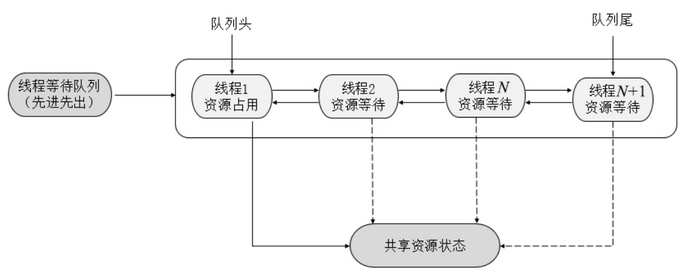 队列头
队列尾
线程等待队列
（先进先出）
线程1
资源占用
线程2
资源等待
线程N
资源等待
线程N+1
资源等待
共享资源状态